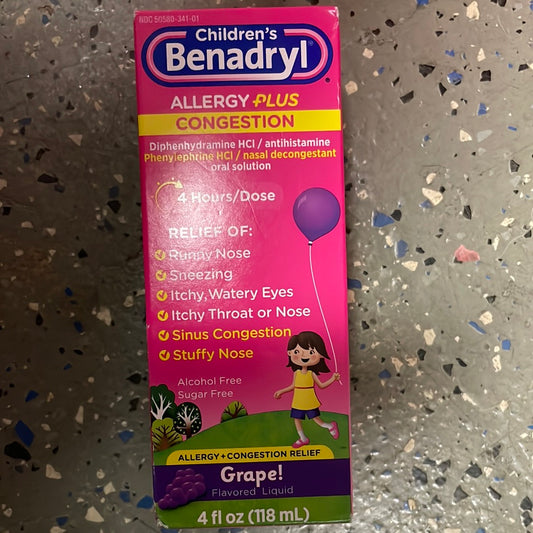 NDC 50580-341-01
Children's
Benadryl®
ALLERGY PLUS
CONGESTION
Diphenhydramine HCl / antihistamine
Phenylephrine HCl / nasal decongestant
oral solution
4 Hours/Dose
RELIEF OF:
Runny Nose
Sneezing
Itchy, Watery Eyes
Itchy Throat or Nose
Sinus Congestion
Stuffy Nose
Alcohol Free
Sugar Free
ALLERGY + CONGESTION RELIEF
Grape!
Flavored Liquid
4 fl oz (118 mL)